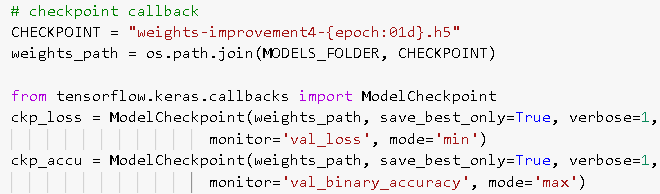 # checkpoint callback
CHECKPOINT = "weights-improvement4-{epoch:01d}.h5"
weights_path = os.path.join(MODELS_FOLDER, CHECKPOINT)
from tensorflow.keras.callbacks import ModelCheckpoint
ckp_loss = ModelCheckpoint(weights_path, save_best_only=True, verbose=1,
monitor='val_loss', mode='min')
ckp_accu = ModelCheckpoint(weights_path, save_best_only=True, verbose=1,
monitor='val_binary_accuracy', mode='max')